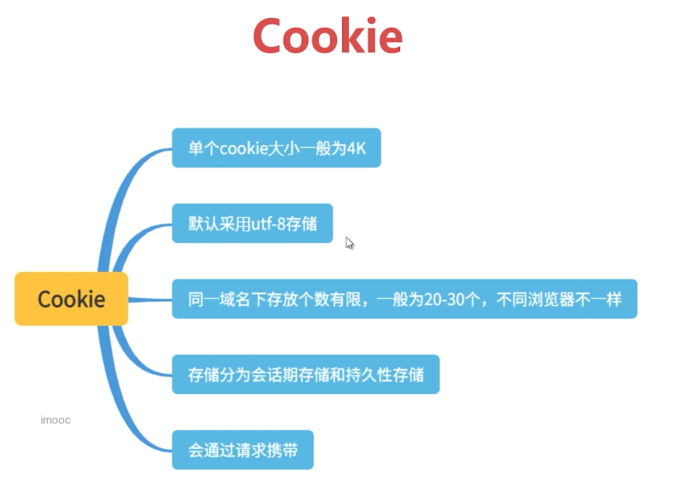 Cookie
单个cookie大小一般为4K
默认采用utf-8存储
Cookie
同一域名下存放个数有限，一般为20-30个，不同浏览器不一样
存储分为会话期存储和持久性存储
imooc
会通过请求携带